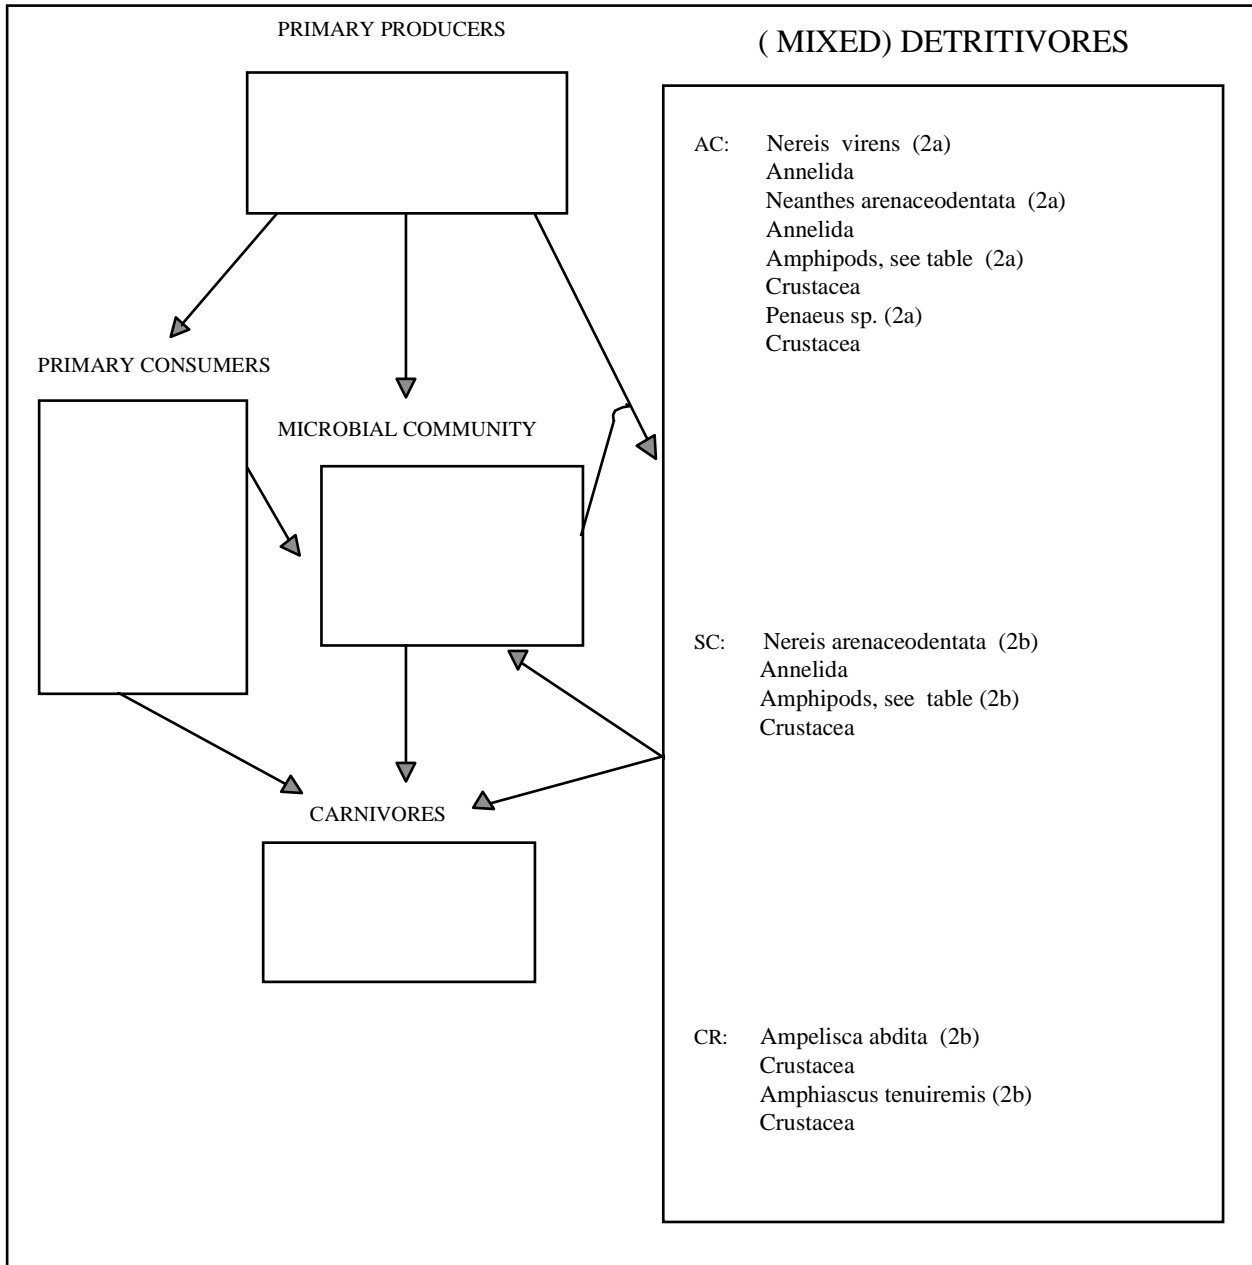 PRIMARY PRODUCERS
( MIXED) DETRITIVORES
AC: Nereis virens (2a)
Annelida
Neanthes arenaceodentata (2a)
Annelida
Amphipods, see table (2a)
Crustacea
Penaeus sp. (2a)
Crustacea
PRIMARY CONSUMERS
MICROBIAL COMMUNITY
SC: Nereis arenaceodentata (2b)
Annelida
Amphipods, see table (2b)
Crustacea
CARNIVORES
CR: Ampelisca abdita (2b)
Crustacea
Amphiascus tenuiremis (2b)
Crustacea